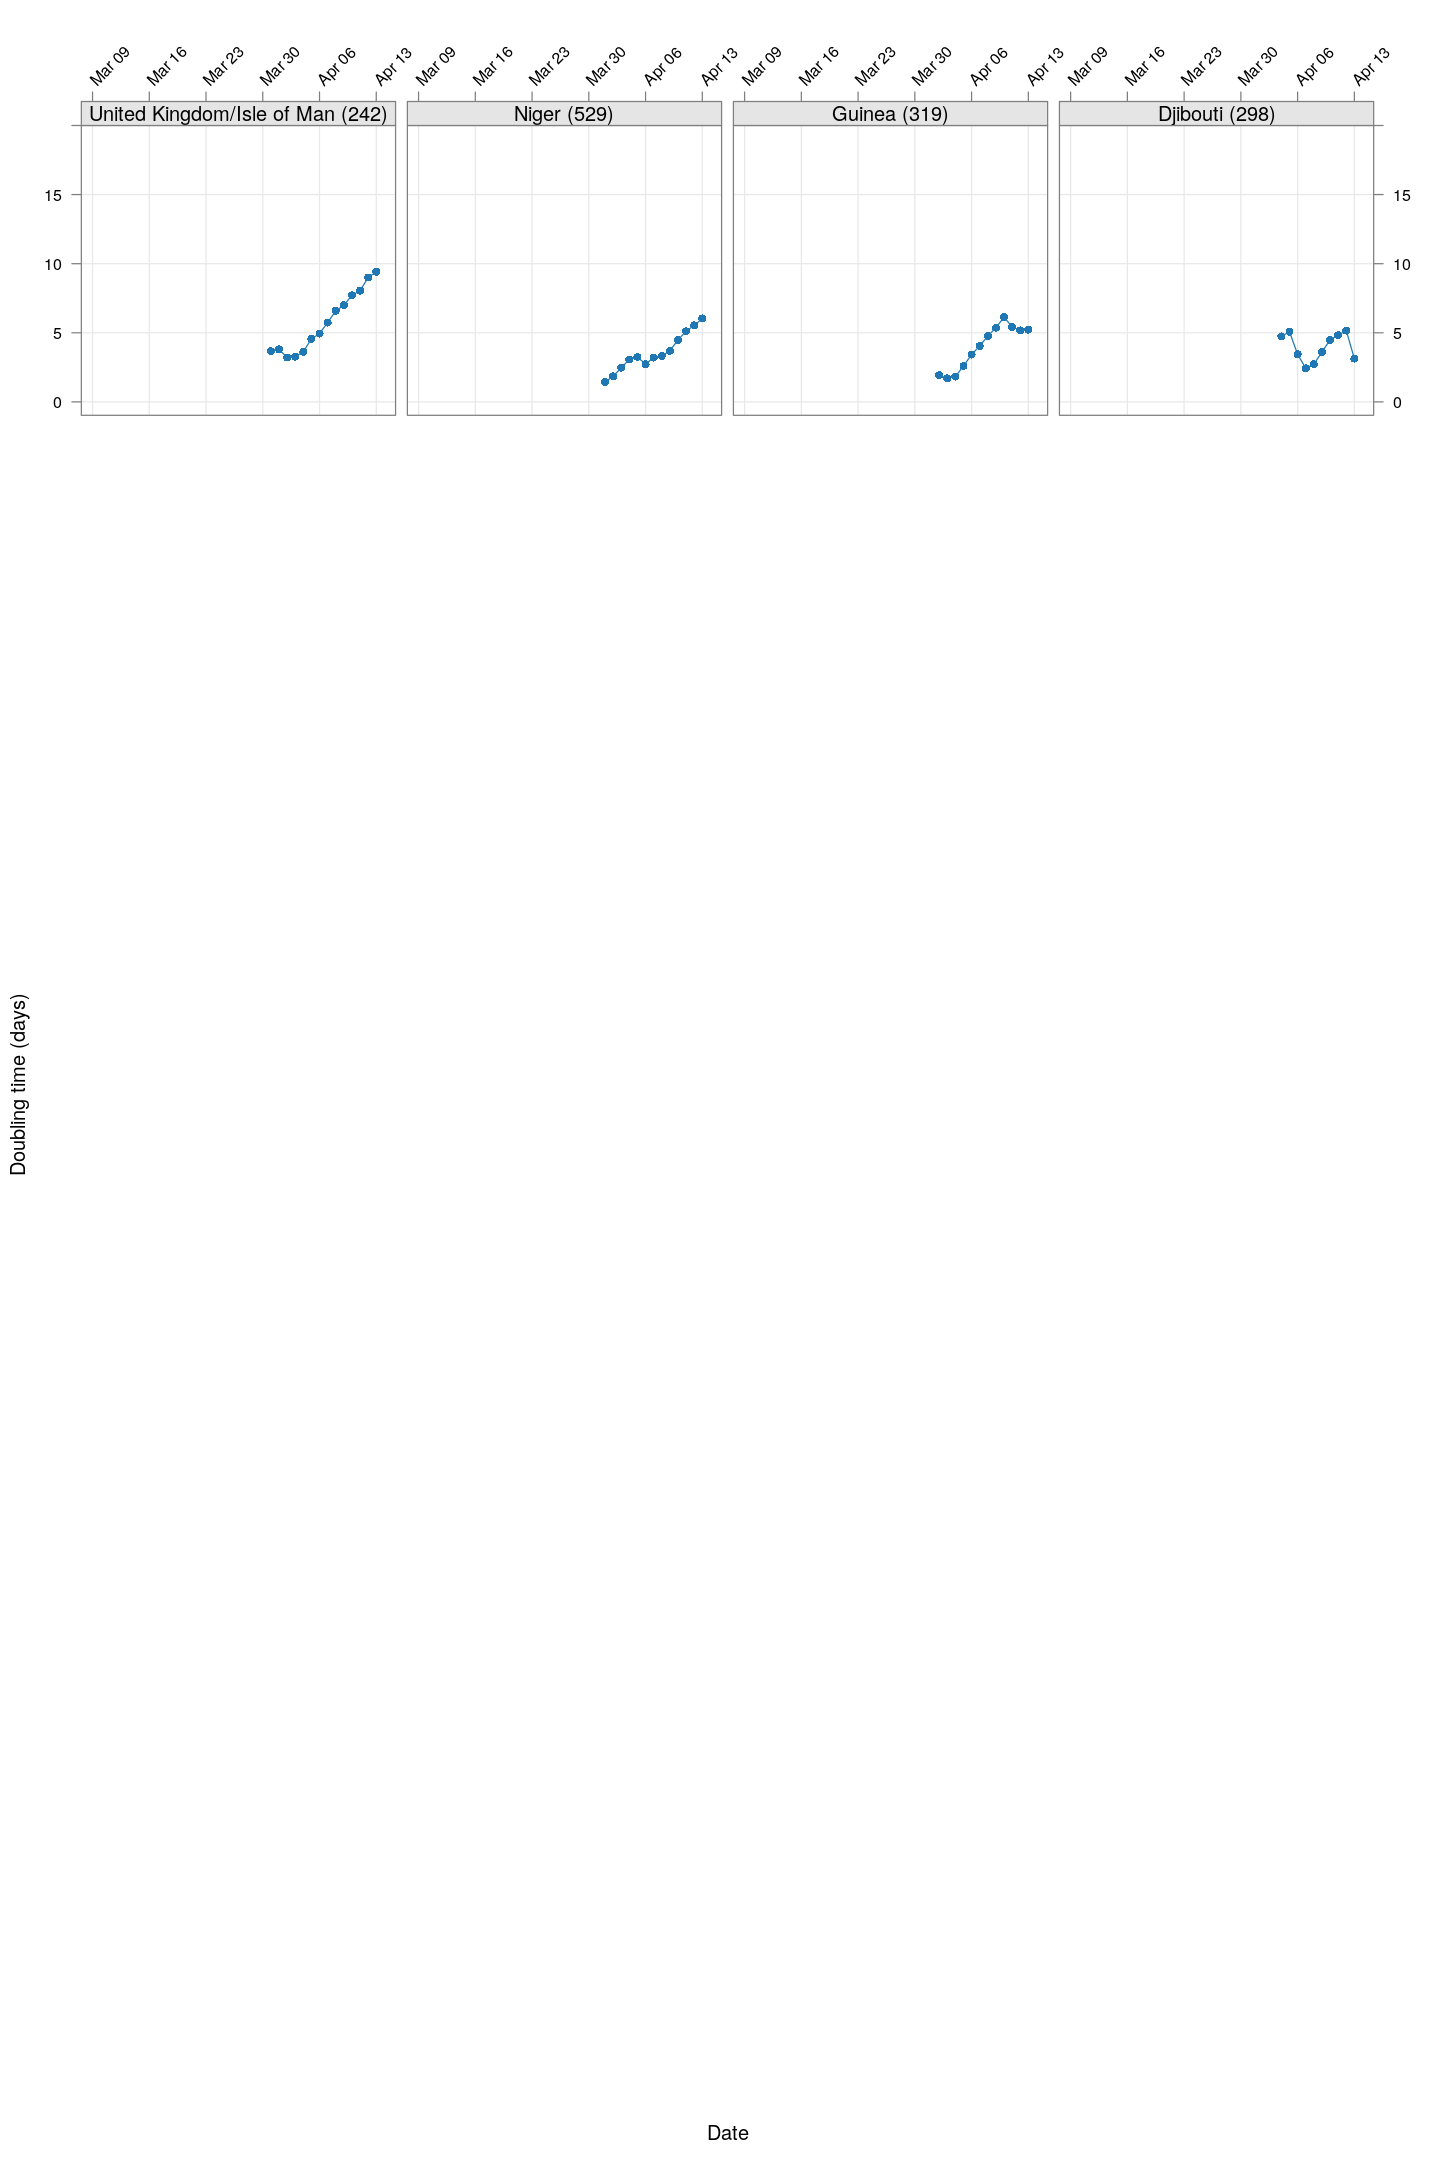 Mar 09 Mar 16 Mar 23 Mar 30 Apr 06 Apr 13 Mar 09 Mar 16 Mar 23 Mar 30 Apr 06 Apr 13 Mar 09 Mar 16 Mar 23 Mar 30 Apr 06 Apr 13 Mar 09 Mar 16 Mar 23 Mar 30 Apr 06 Apr 13
United Kingdom/Isle of Man (242) Niger (529) Guinea (319) Djibouti (298)
15 15
10 10
5 5
0 0
Doubling time (days)
Date